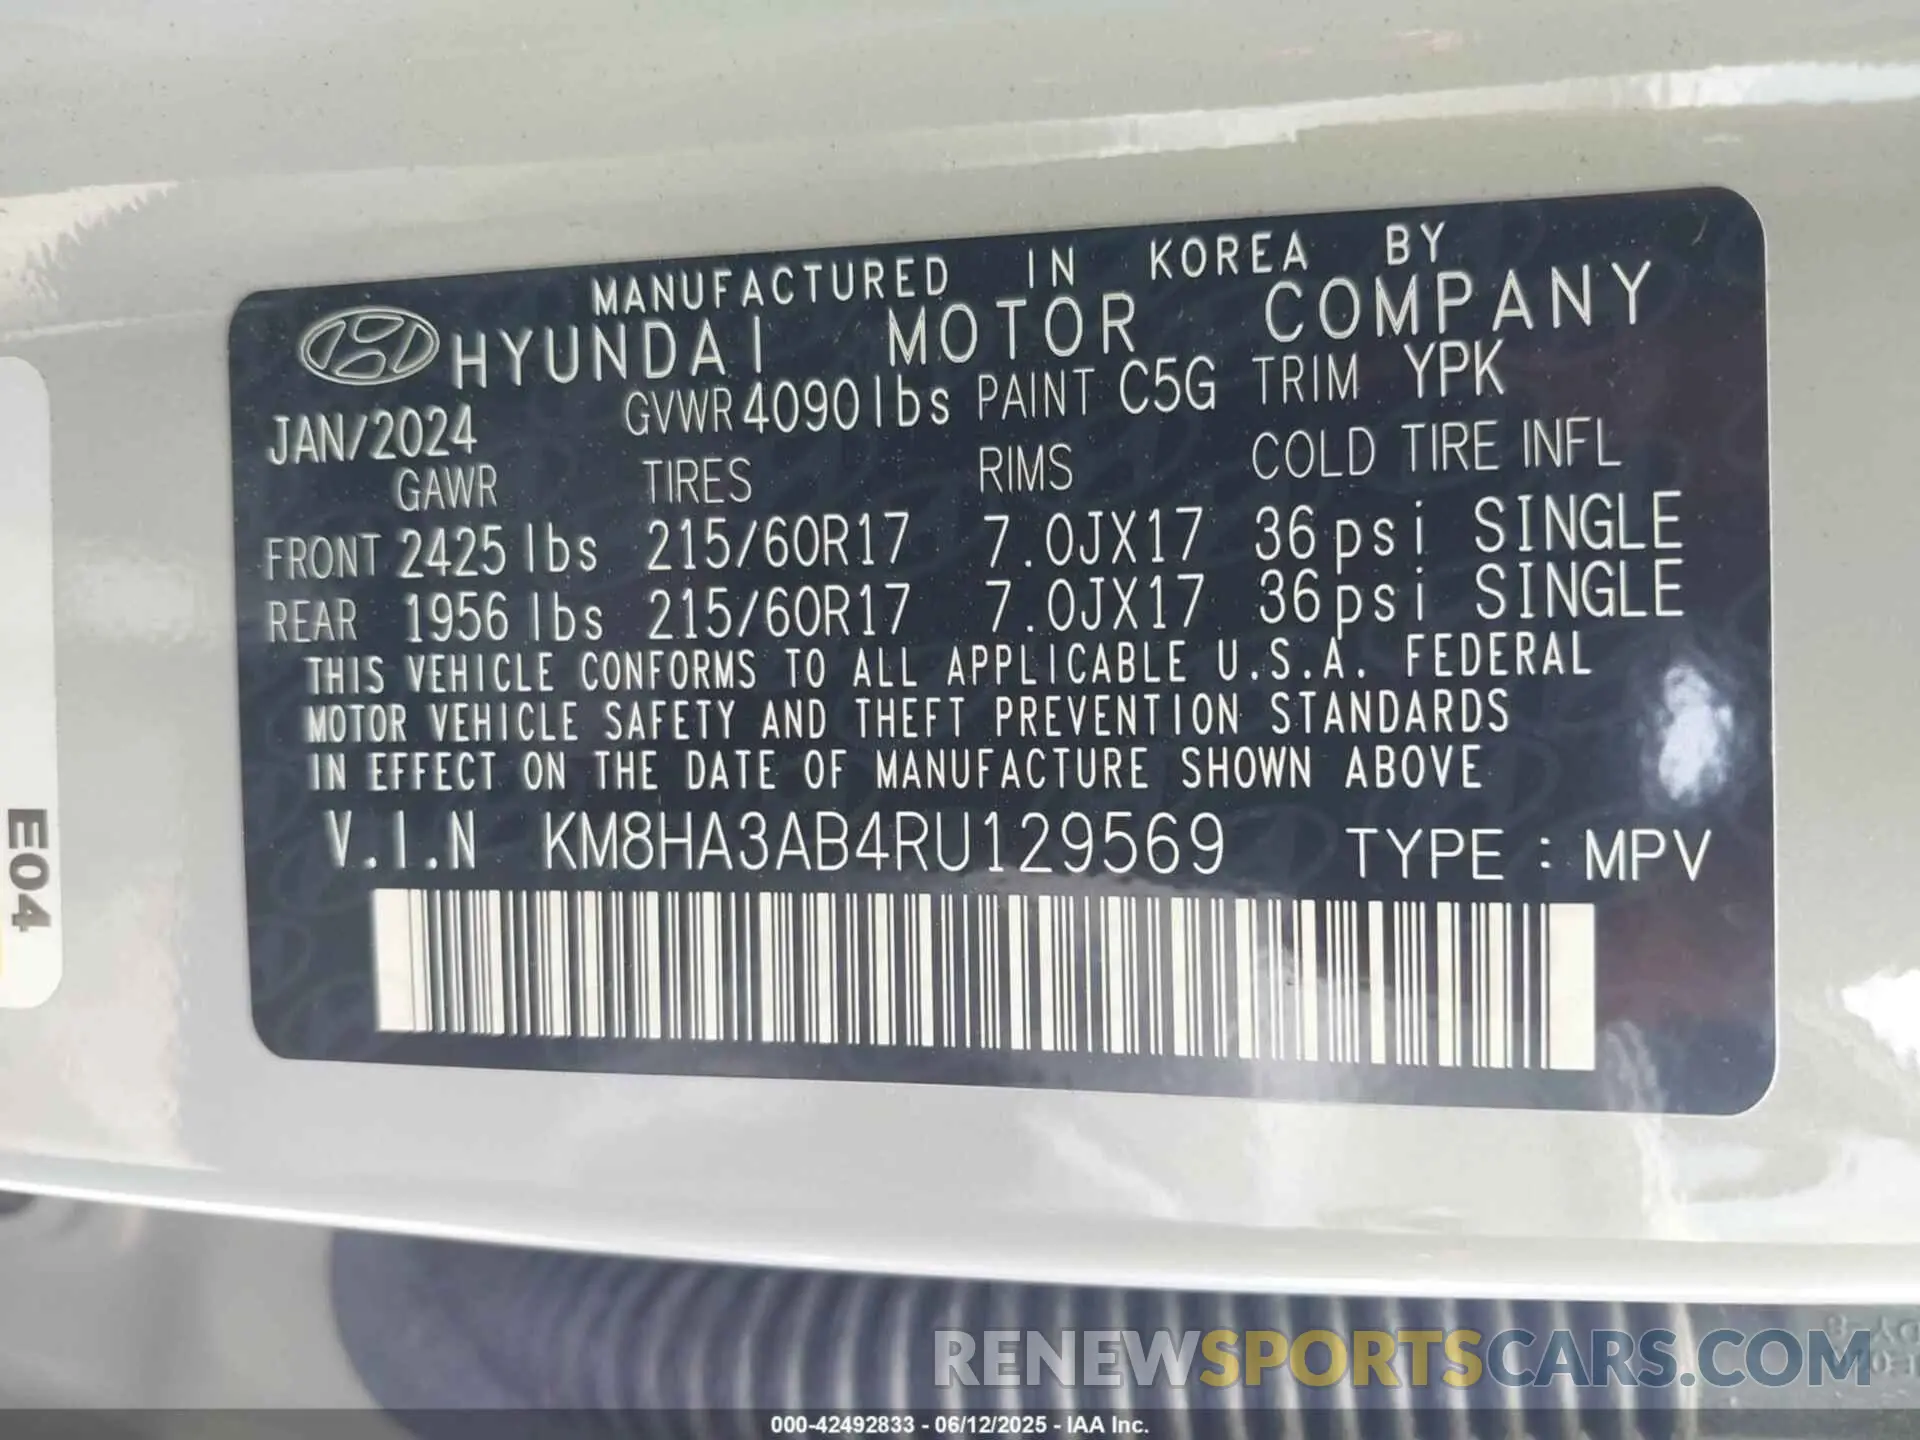 MANUFACTURED IN KOREA BY
HYUNDAI MOTOR COMPANY
JAN/2024 GVWR 4090 lbs PAINT C5G TRIM YPK
GAWR TIRES RIMS COLD TIRE INFL
FRONT 2425 lbs 215/60R17 7.0JX17 36psi SINGLE
REAR 1956 lbs 215/60R17 7.0JX17 36psi SINGLE
THIS VEHICLE CONFORMS TO ALL APPLICABLE U.S.A. FEDERAL
MOTOR VEHICLE SAFETY AND THEFT PREVENTION STANDARDS
IN EFFECT ON THE DATE OF MANUFACTURE SHOWN ABOVE
V.I.N KM8HA3AB4RU129569 TYPE : MPV
E04
RENEWSPORTSCARS.COM
000-42492833 - 06/12/2025 - IAA Inc.